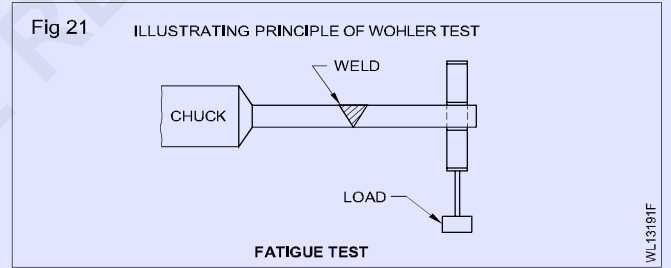 Fig 21 ILLUSTRATING PRINCIPLE OF WOHLER TEST
WELD
CHUCK
LOAD
FATIGUE TEST
WL13191F